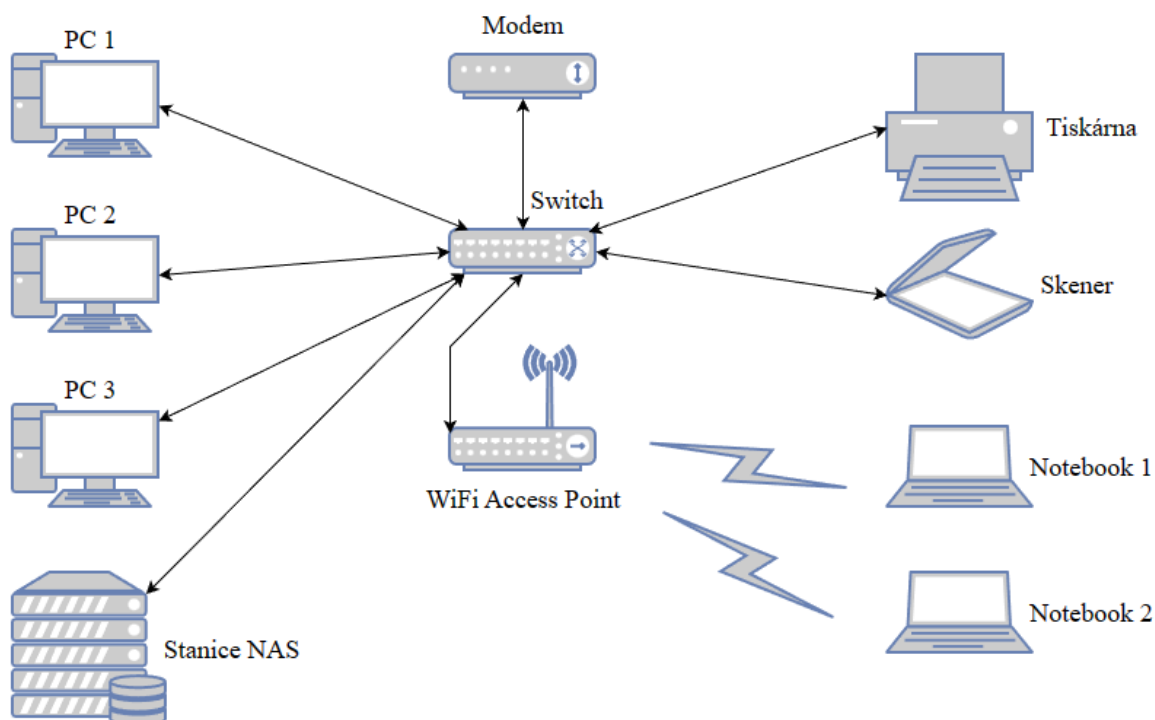 PC 1
Modem
Tiskárna
PC 2
Switch
Skener
PC 3
WiFi Access Point
Notebook 1
Stanice NAS
Notebook 2